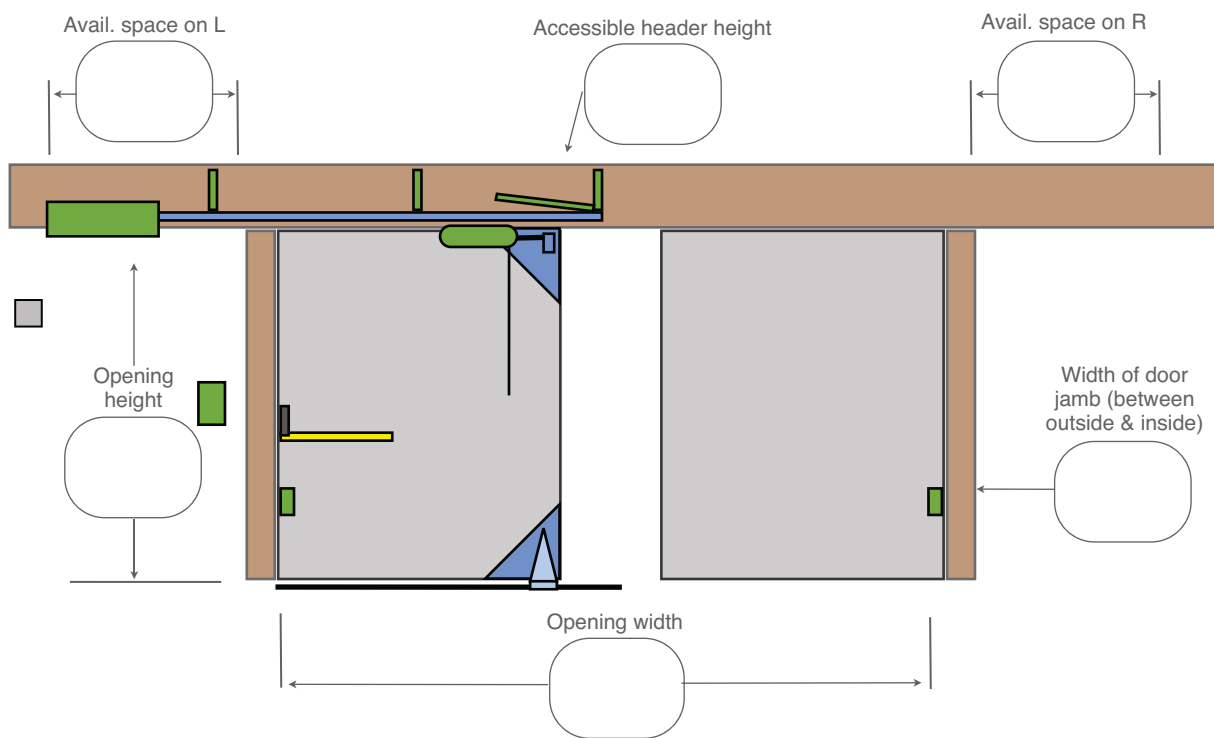 Avail. space on L
Accessible header height
Avail. space on R
Opening
height
Width of door
jamb (between
outside & inside)
Opening width